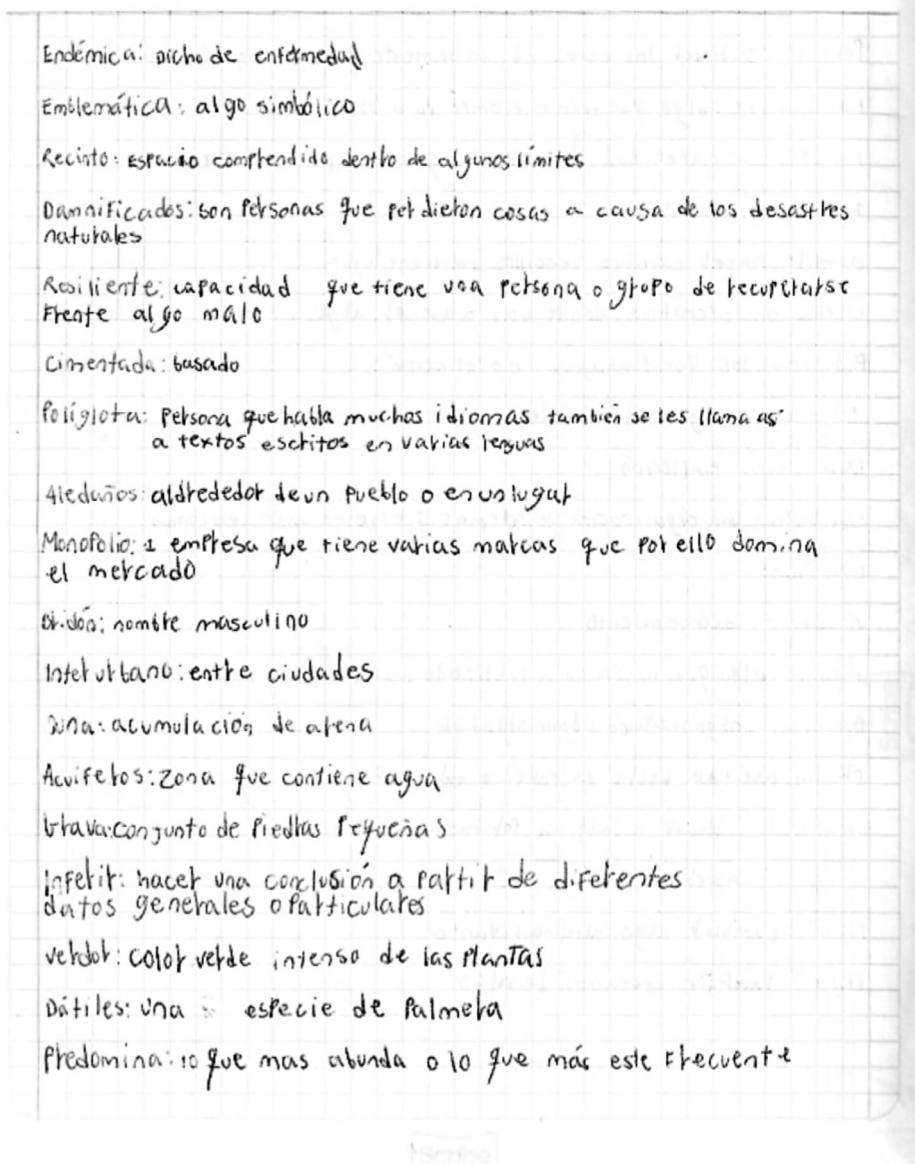 Endémica: Dicho de enfermedad
Emblemática: algo simbólico
Recinto: Espacio comprendido dentro de algunos límites
Damnificados: son Personas que perdieron cosas a causa de los desastres
naturales
Resiliente: capacidad que tiene una persona o grupo de recuperarse
Frente algo malo
Cimentada: basado
Políglota: Persona que habla muchos idiomas también se les llama así
a textos escritos en varias lenguas
Aledaños: aldrededor de un Pueblo o en un lugar
Monopolio: 1 empresa que tiene varias marcas que por ello domina
el mercado
Bridón: nombre masculino
Interurbano: entre ciudades
Duna: acumulación de arena
Acuiferos: Zona que contiene agua
Grava: conjunto de Piedras Pequeñas
Inferir: hacer una conclusión a partir de diferentes
datos generales o Particulares
verdor: color verde intenso de las Plantas
Dátiles: Una especie de Palmera
Predomina: lo que mas abunda o lo que más este Frecuente